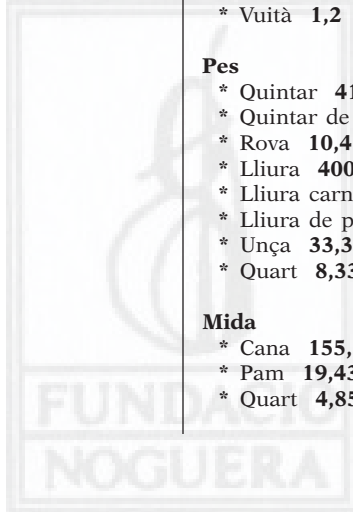 * Vuità 1,2
Pes
* Quintar 41
* Quintar de
* Rova 10,4
* Lliura 400
* Lliura carn
* Lliura de p
* Unça 33,3
* Quart 8,33
Mida
* Cana 155,
* Pam 19,43
* Quart 4,85
FUNDACIÓ
NOGUERA